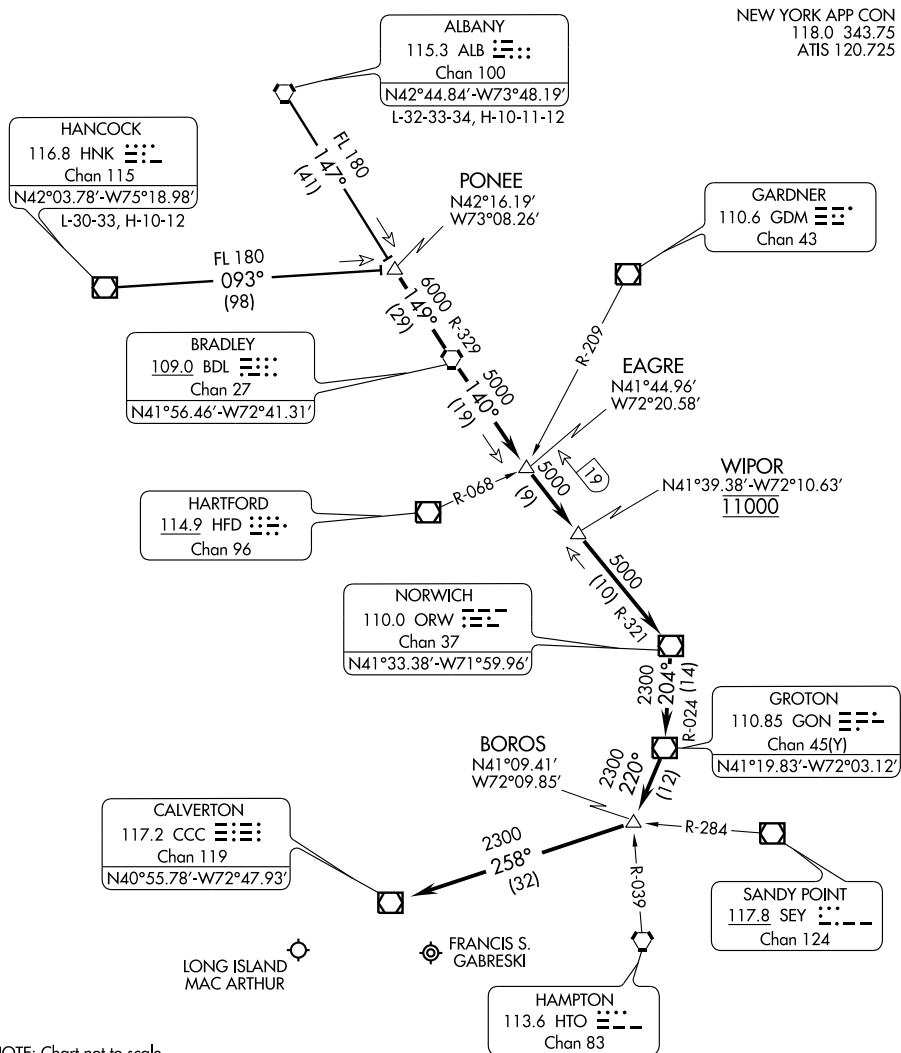 NEW YORK APP CON
118.0 343.75
ATIS 120.725
ALBANY
115.3 ALB
Chan 100
N42°44.84′-W73°48.19′
L-32-33-34, H-10-11-12
HANCOCK
116.8 HNK
Chan 115
N42°03.78′-W75°18.98′
L-30-33, H-10-12
FL 180
147°
(41)
PONEE
N42°16.19′
W73°08.26′
GARDNER
110.6 GDM
Chan 43
FL 180
093°
(98)
6000 R-329
149°
(29)
R-209
BRADLEY
109.0 BDL
Chan 27
N41°56.46′-W72°41.31′
5000
140°
(19)
EAGRE
N41°44.96′
W72°20.58′
19
5000
(9)
WIPOR
N41°39.38′-W72°10.63′
11000
R-068
HARTFORD
114.9 HFD
Chan 96
5000
(10) R-321
NORWICH
110.0 ORW
Chan 37
N41°33.38′-W71°59.96′
2300
204°
(14)
R-024
GROTON
110.85 GON
Chan 45(Y)
N41°19.83′-W72°03.12′
BOROS
N41°09.41′
W72°09.85′
2300
220°
(12)
CALVERTON
117.2 CCC
Chan 119
N40°55.78′-W72°47.93′
2300
258°
(32)
R-284
R-039
SANDY POINT
117.8 SEY
Chan 124
LONG ISLAND
MAC ARTHUR
FRANCIS S.
GABRESKI
HAMPTON
113.6 HTO
Chan 83
NOTE: Chart not to scale